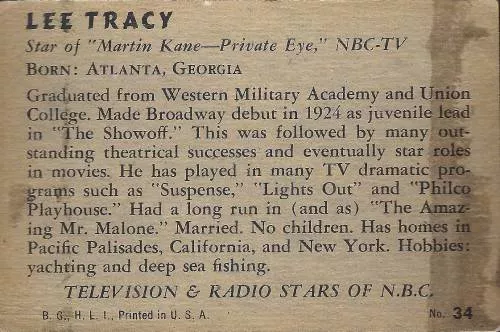 LEE TRACY
Star of "Martin Kane—Private Eye," NBC-TV
BORN: ATLANTA, GEORGIA
Graduated from Western Military Academy and Union
College. Made Broadway debut in 1924 as juvenile lead
in "The Showoff." This was followed by many out-
standing theatrical successes and eventually star roles
in movies. He has played in many TV dramatic pro-
grams such as "Suspense," "Lights Out" and "Philco
Playhouse." Had a long run in (and as) "The Amaz-
ing Mr. Malone." Married. No children. Has homes in
Pacific Palisades, California, and New York. Hobbies:
yachting and deep sea fishing.
TELEVISION & RADIO STARS OF N.B.C.
B. G., H. L. I., Printed in U. S. A. No. 34